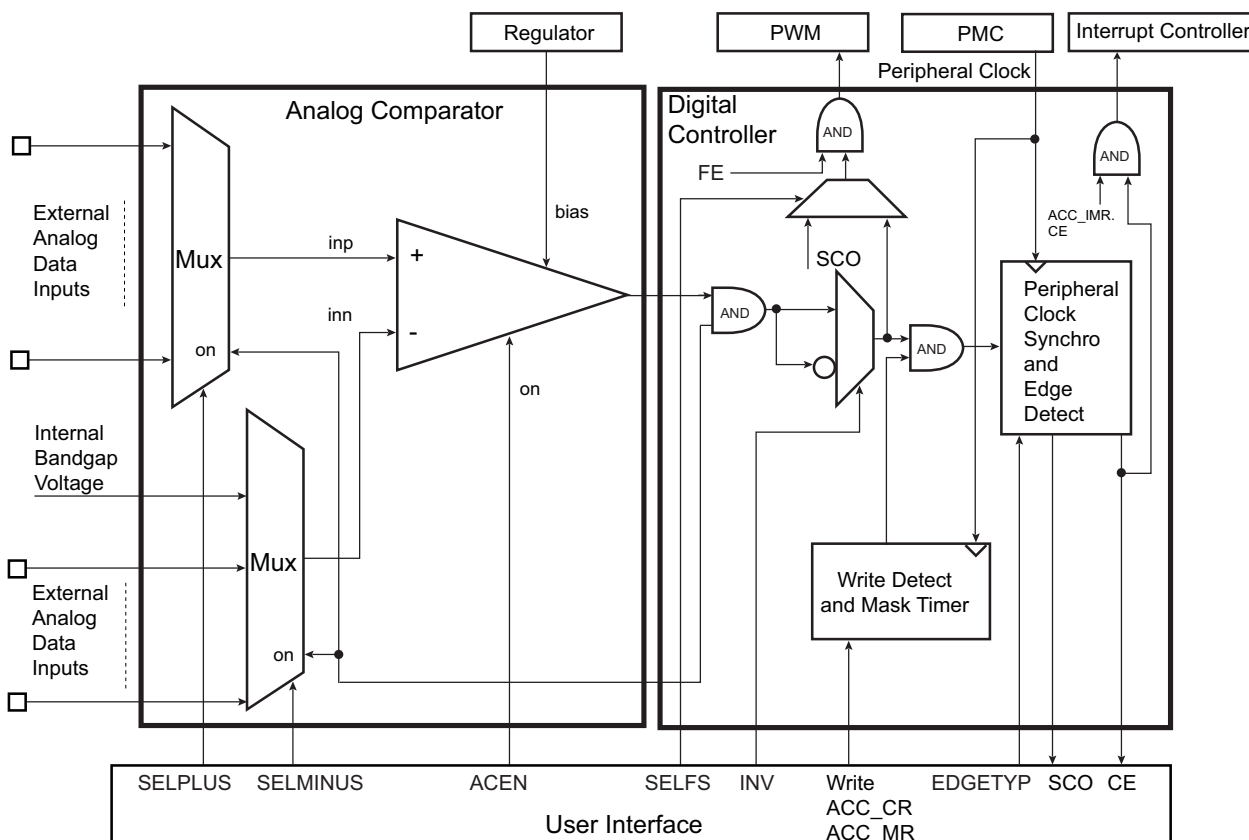 Regulator
PWM
PMC
Interrupt Controller
Peripheral Clock
Analog Comparator
Digital
Controller
AND
AND
FE
External
Analog
Data
Inputs
Mux
on
inp
inn
+
-
bias
on
ACC_IMR.
CE
SCO
AND
AND
Peripheral
Clock
Synchro
and
Edge
Detect
Internal
Bandgap
Voltage
Mux
on
External
Analog
Data
Inputs
Write Detect
and Mask Timer
SELPLUS
SELMINUS
ACEN
SELFS
INV
Write
ACC_CR
ACC_MR
EDGETYP
SCO
CE
User Interface